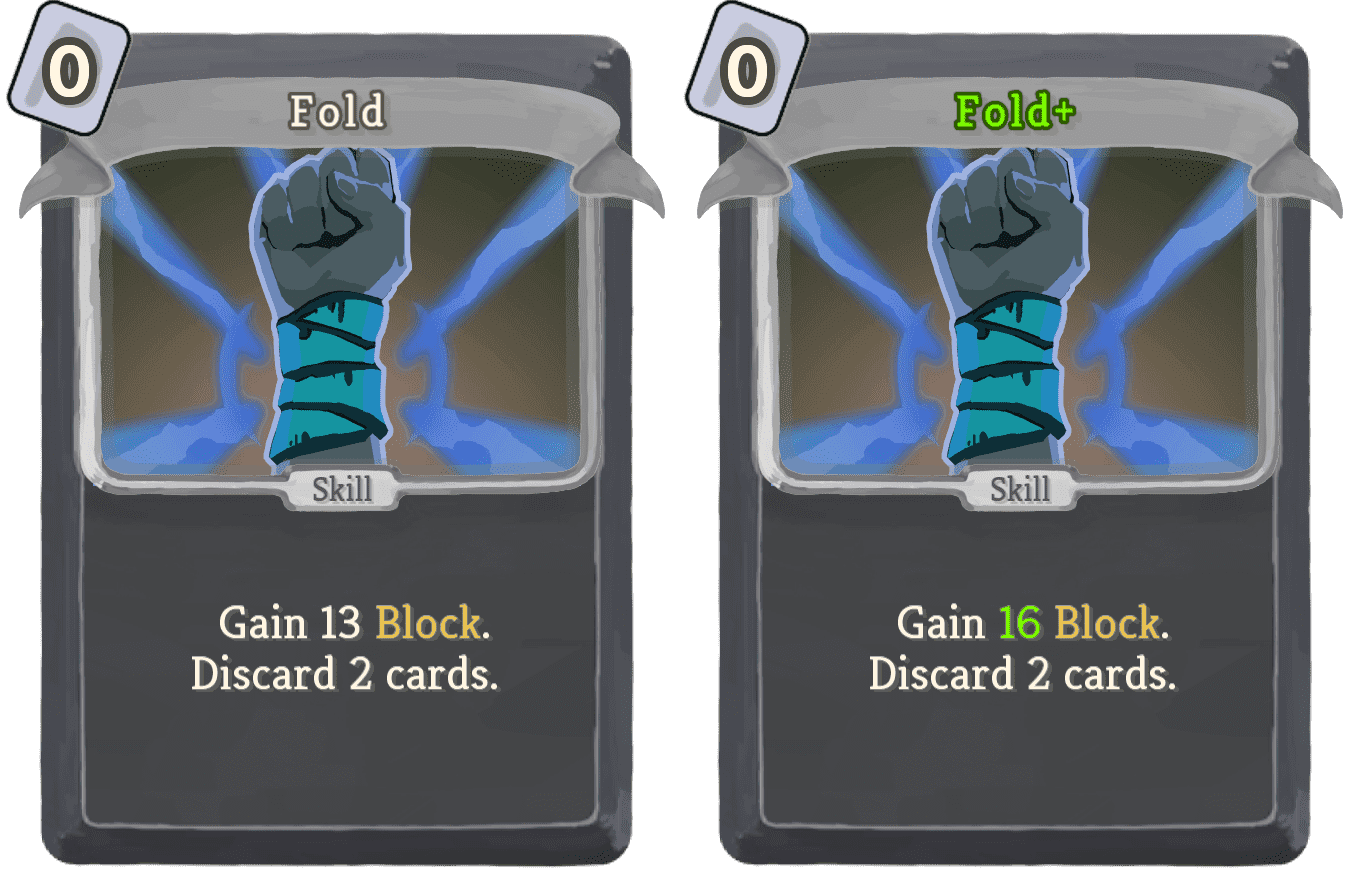 0
Fold
Skill
Gain 13 Block.
Discard 2 cards.
0
Fold+
Skill
Gain 16 Block.
Discard 2 cards.